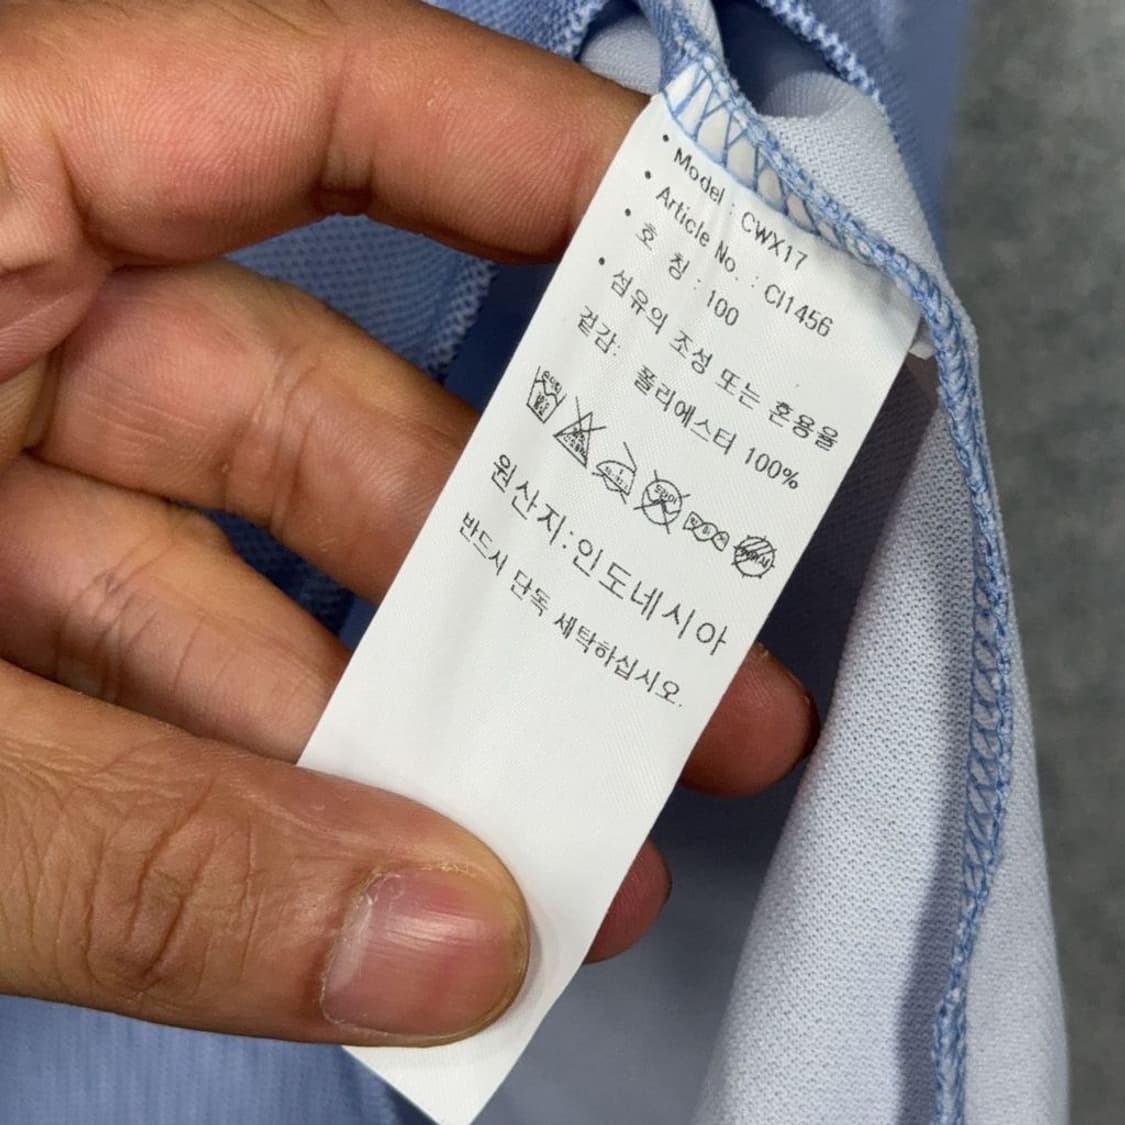 • Model : CWX17
• Article No. : CI1456
• 호 칭 : 100
• 섬유의 조성 또는 혼용율
겉감: 폴리에스터 100%
원산지:인도네시아
반드시 단독 세탁하십시오.